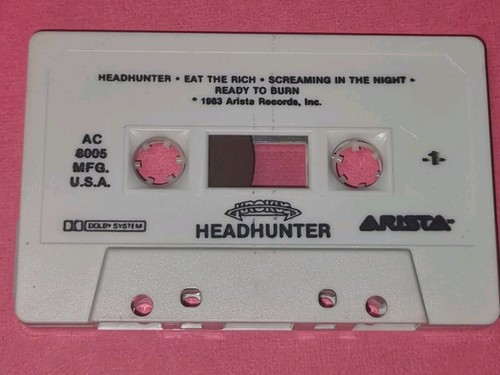 HEADHUNTER • EAT THE RICH • SCREAMING IN THE NIGHT •
READY TO BURN
℗ 1983 Arista Records, Inc.
AC
8005
MFG.
U.S.A.
-1-
DOLBY SYSTEM
KROKUS
HEADHUNTER
ARISTA